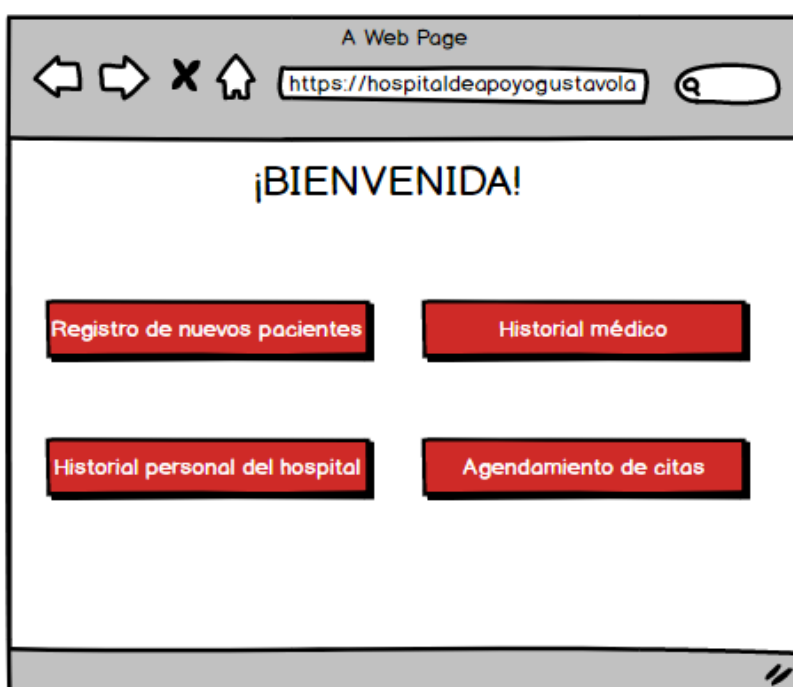 A Web Page
https://hospitaldeapoyogustavola
¡BIENVENIDA!
Registro de nuevos pacientes
Historial médico
Historial personal del hospital
Agendamiento de citas